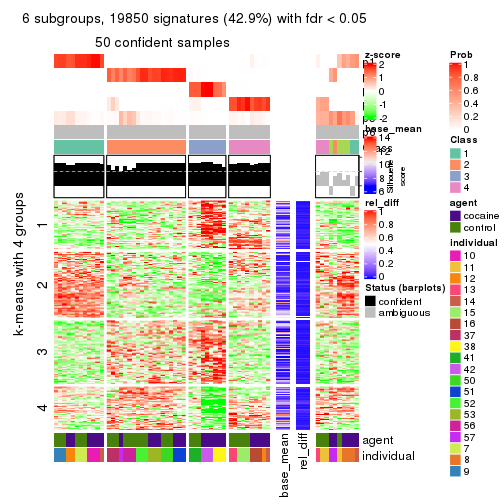 6 subgroups, 19850 signatures (42.9%) with fdr < 0.05
50 confident samples
k-means with 4 groups
1
2
3
4
z-score
2
1
0
-1
-2
base_mean
14
12
10
8
6
Silhouette
score
rel_diff
1
0.8
0.6
0.4
0.2
0
Status (barplots)
confident
ambiguous
agent
individual
base_mean
rel_diff
Prob
1
0.8
0.6
0.4
0.2
0
Class
1
2
3
4
agent
cocaine
control
individual
10
11
12
13
14
15
16
37
38
41
42
50
51
52
53
56
57
7
8
9